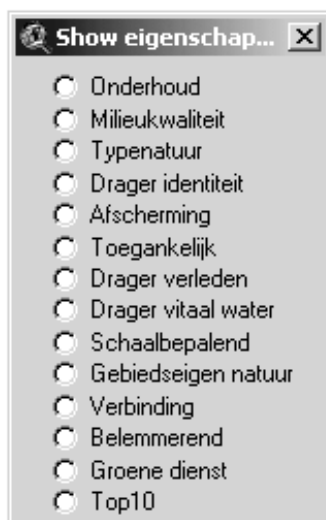 Show eigenschap...
Onderhoud
Milieukwaliteit
Typenatuur
Drager identiteit
Afscherming
Toegankelijk
Drager verleden
Drager vitaal water
Schaalbepalend
Gebiedseigen natuur
Verbinding
Belemmerend
Groene dienst
Top10